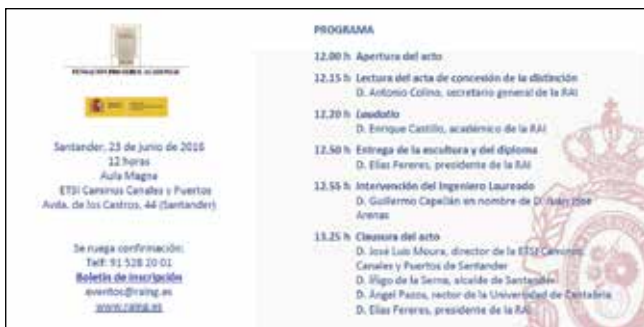 FUNDACIÓN PRO REBUS ACADEMIAE
Santander, 23 de junio de 2016
12 horas
Aula Magna
ETSI Caminos Canales y Puertos
Avda. de los Castros, 44 (Santander)
Se ruega confirmación:
Telf: 91 528 20 01
Boletín de inscripción
eventos@raing.es
www.raing.es
PROGRAMA
12.00 h Apertura del acto
12.15 h Lectura del acta de concesión de la distinción
D. Antonio Colino, secretario general de la RAI
12.20 h Laudatio
D. Enrique Castillo, académico de la RAI
12.50 h Entrega de la escultura y del diploma
D. Elías Fereres, presidente de la RAI
12.55 h Intervención del Ingeniero Laureado
D. Guillermo Capellán en nombre de D. Juan José
Arenas
13.25 h Clausura del acto
D. José Luis Moura, director de la ETSI Caminos
Canales y Puertos de Santander
D. Íñigo de la Serna, alcalde de Santander
D. Ángel Pazos, rector de la Universidad de Cantabria
D. Elías Fereres, presidente de la RAI